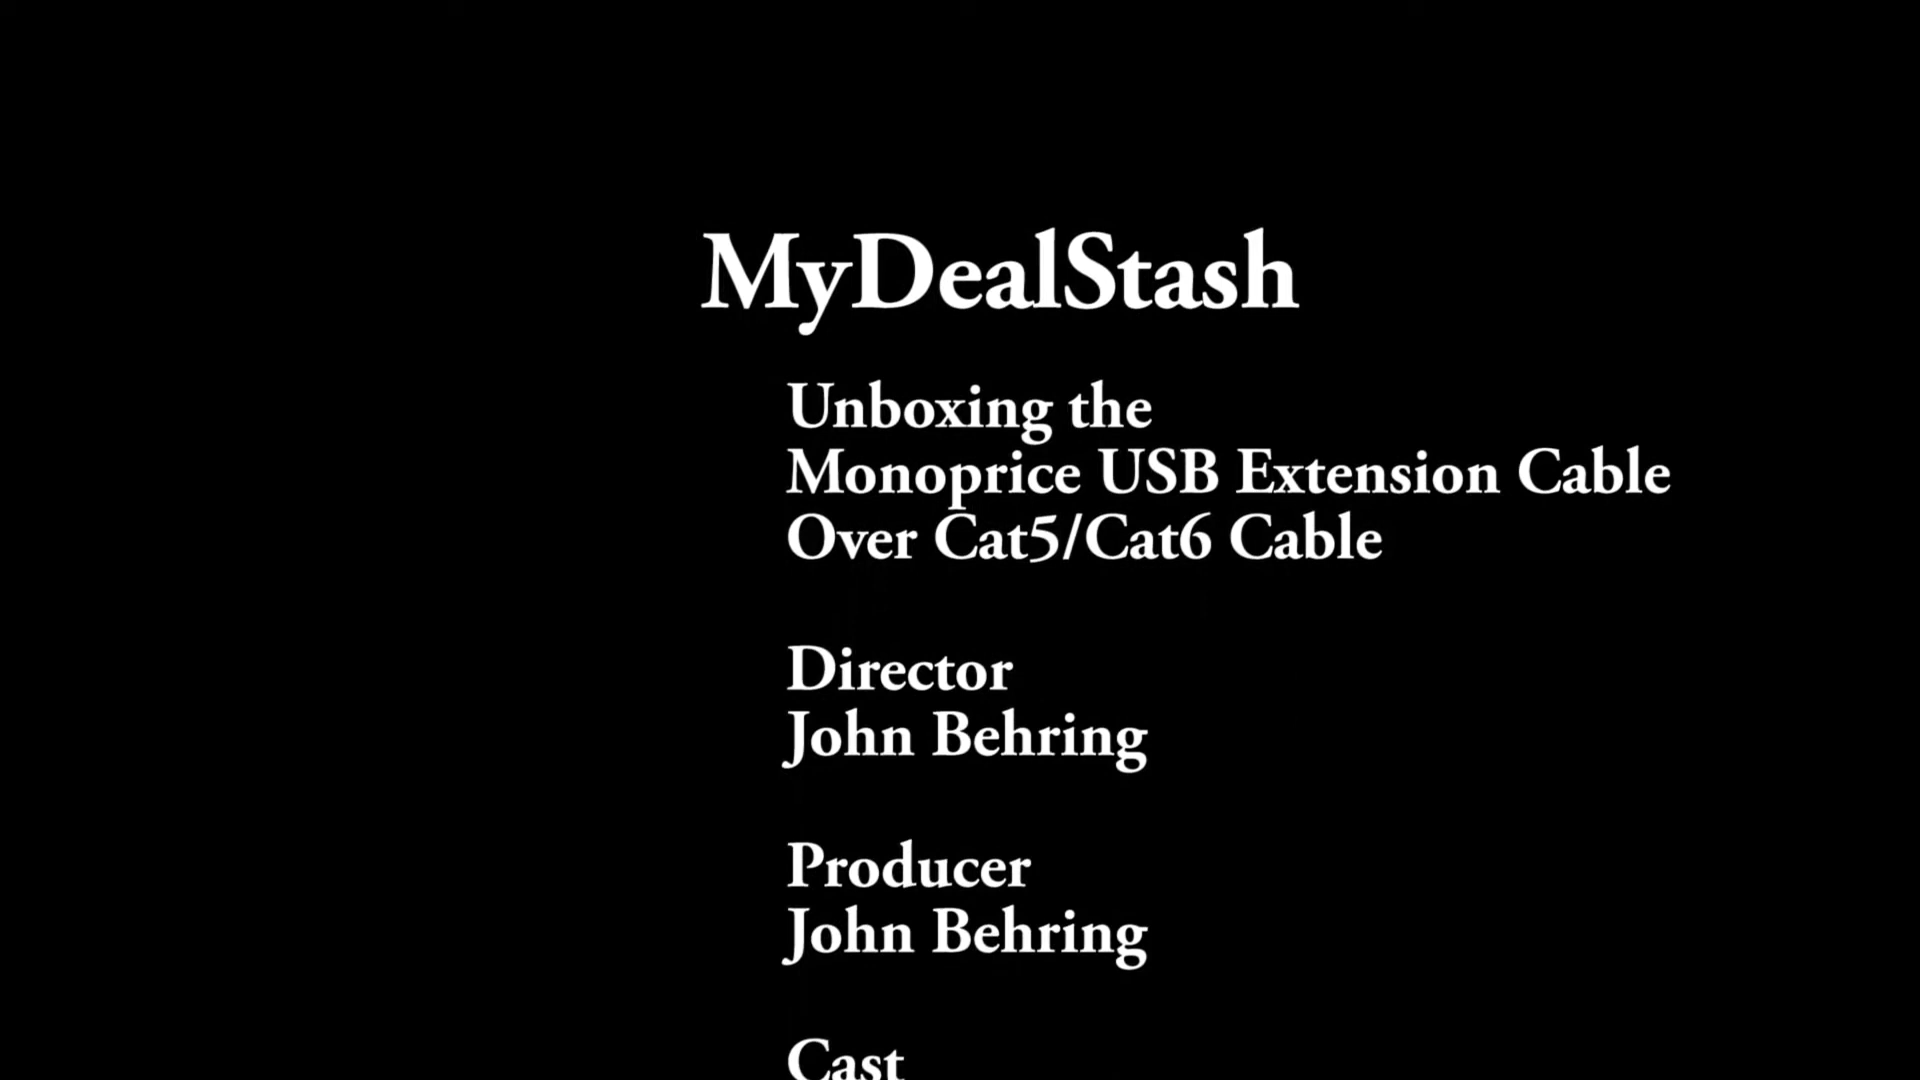 MyDealStash
Unboxing the
Monoprice USB Extension Cable
Over Cat5/Cat6 Cable
Director
John Behring
Producer
John Behring
Cast